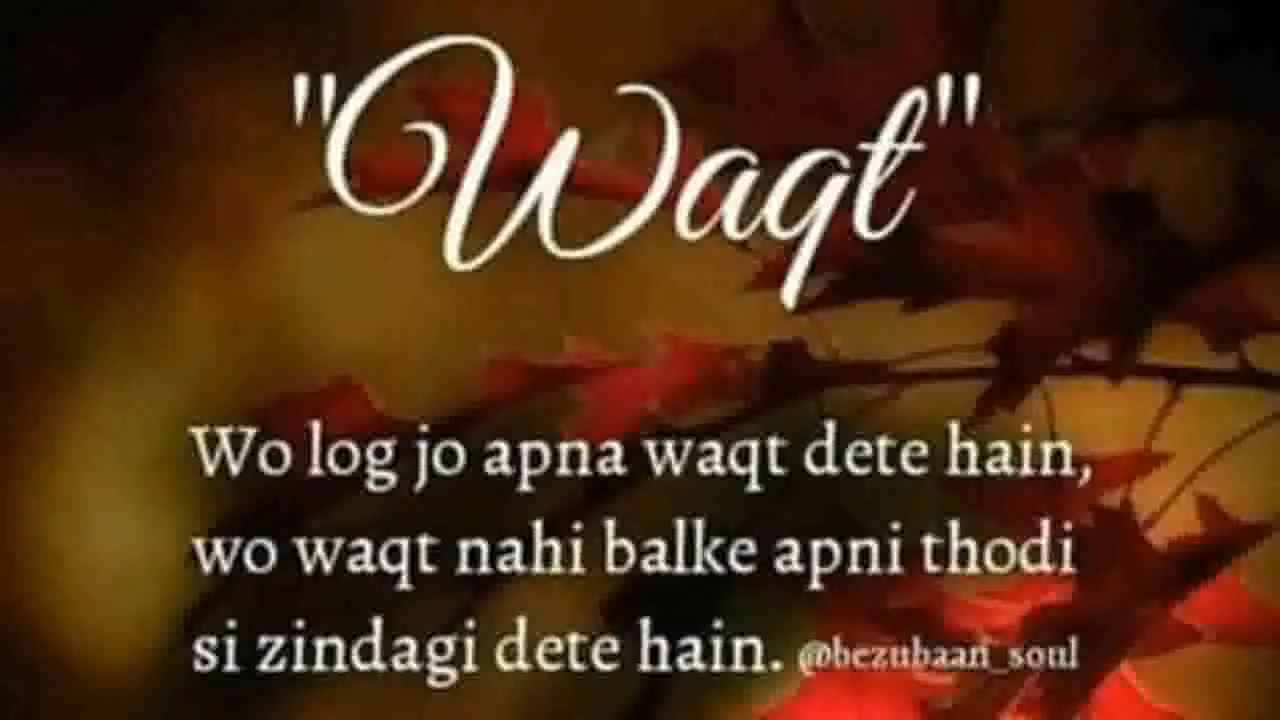 "Waqt"
Wo log jo apna waqt dete hain,
wo waqt nahi balke apni thodi
si zindagi dete hain. @bezubaan_soul